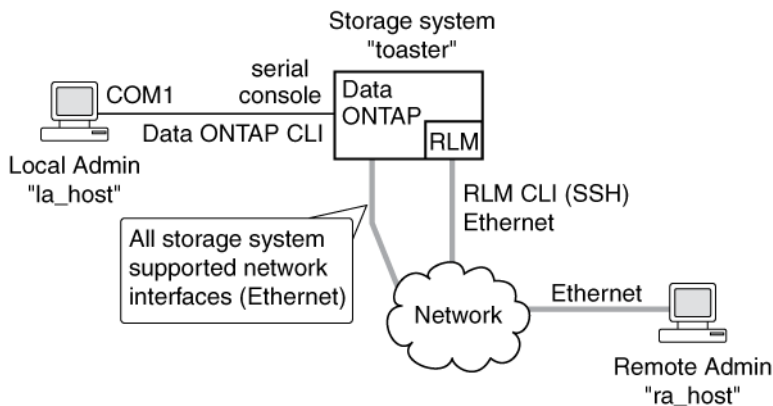 Storage system
"toaster"
serial
console
COM1
Data
ONTAP
RLM
Data ONTAP CLI
Local Admin
"la_host"
RLM CLI (SSH)
Ethernet
All storage system
supported network
interfaces (Ethernet)
Network
Ethernet
Remote Admin
"ra_host"